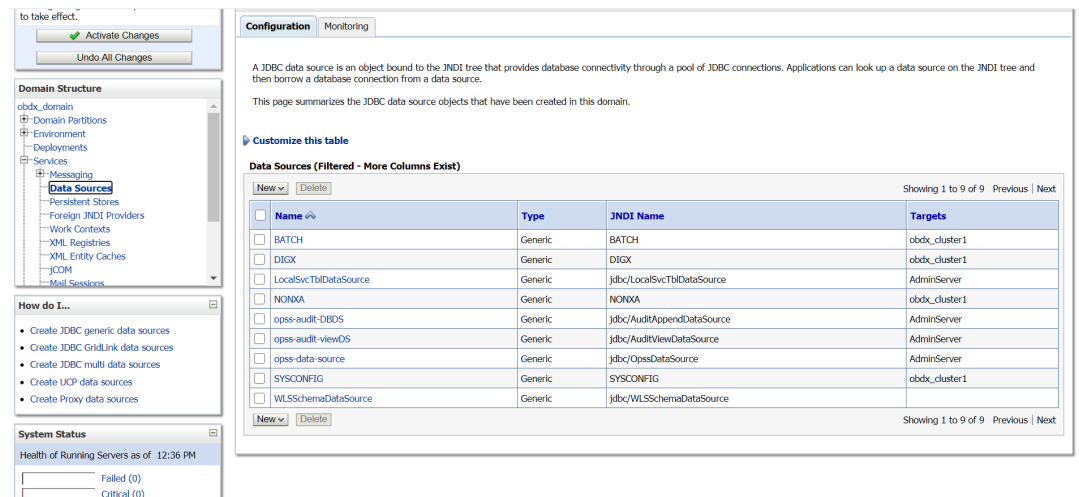 to take effect.
Activate Changes
Undo All Changes
Domain Structure
obdx_domain
Domain Partitions
Environment
Deployments
Services
Messaging
Data Sources
Persistent Stores
Foreign JNDI Providers
Work Contexts
XML Registries
XML Entity Caches
jCOM
Mail Sessions
How do I...
Create JDBC generic data sources
Create JDBC GridLink data sources
Create JDBC multi data sources
Create UCP data sources
Create Proxy data sources
System Status
Health of Running Servers as of 12:36 PM
Failed (0)
Critical (0)
Configuration Monitoring
A JDBC data source is an object bound to the JNDI tree that provides database connectivity through a pool of JDBC connections. Applications can look up a data source on the JNDI tree and
then borrow a database connection from a data source.
This page summarizes the JDBC data source objects that have been created in this domain.
Customize this table
Data Sources (Filtered - More Columns Exist)
New Delete Showing 1 to 9 of 9 Previous | Next
Name Type JNDI Name Targets
BATCH Generic BATCH obdx_cluster1
DIGX Generic DIGX obdx_cluster1
LocalSvcTblDataSource Generic jdbc/LocalSvcTblDataSource AdminServer
NONXA Generic NONXA obdx_cluster1
opss-audit-DBDS Generic jdbc/AuditAppendDataSource AdminServer
opss-audit-viewDS Generic jdbc/AuditViewDataSource AdminServer
opss-data-source Generic jdbc/OpssDataSource AdminServer
SYSCONFIG Generic SYSCONFIG obdx_cluster1
WLSSchemaDataSource Generic jdbc/WLSSchemaDataSource
New Delete Showing 1 to 9 of 9 Previous | Next